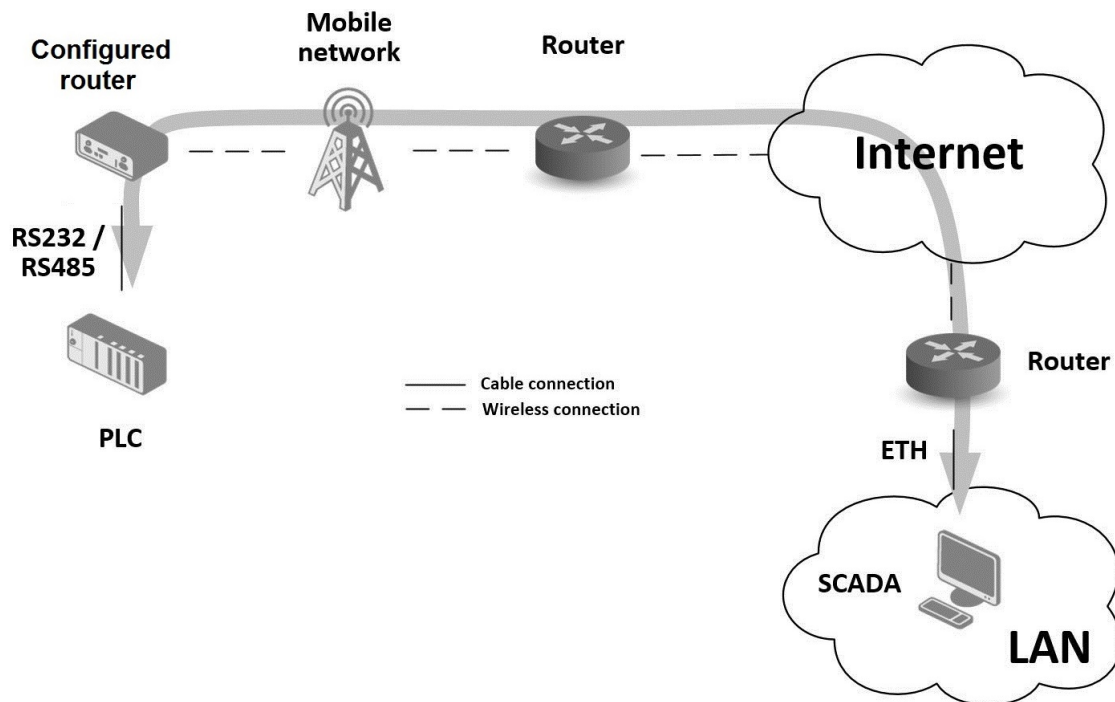 Configured
router
Mobile
network
Router
Internet
RS232 /
RS485
Router
Cable connection
Wireless connection
PLC
ETH
SCADA
LAN